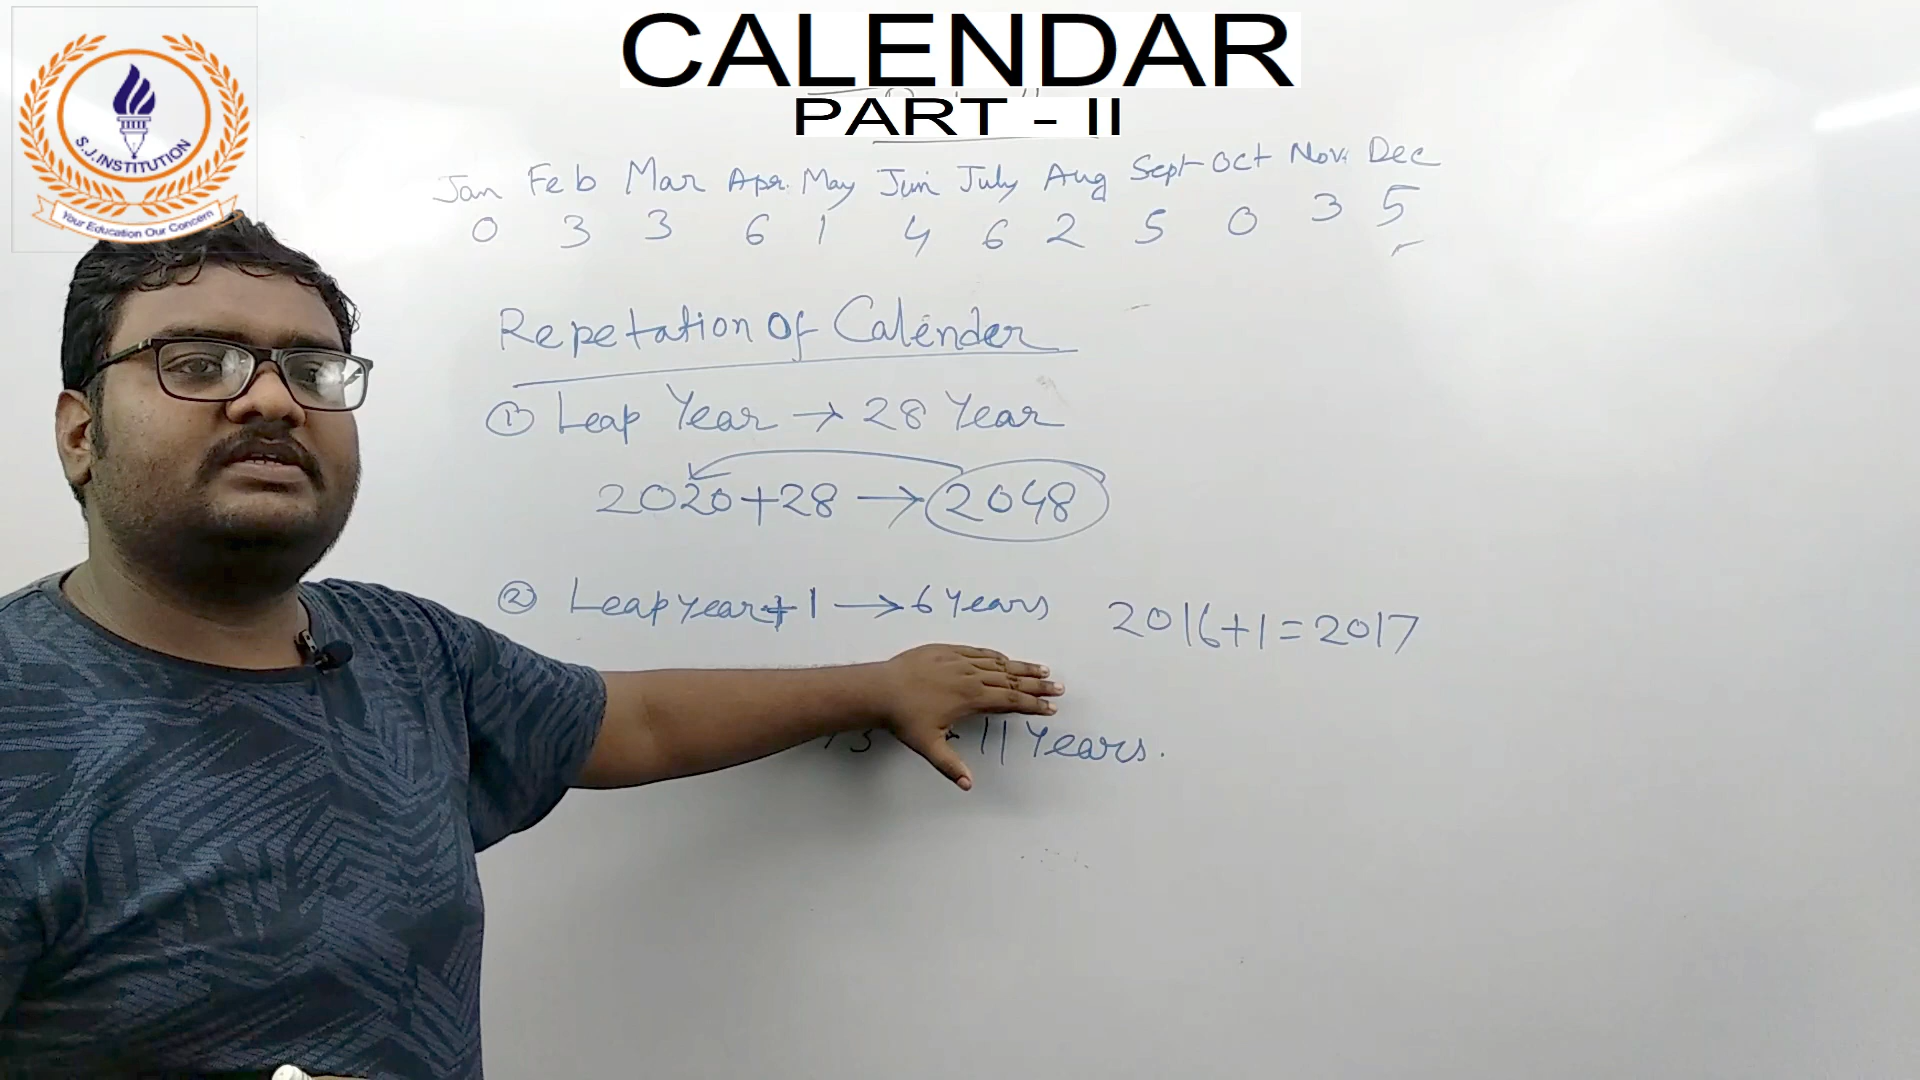 CALENDAR
PART - II
S.J. INSTITUTION
Your Education Our Concern
Jan Feb Mar Apr. May Jun July Aug Sept Oct Nov. Dec
0 3 3 6 1 4 6 2 5 0 3 5
Repetation Of Calender
① Leap Year → 28 Year
2020+28 → 2048
② Leap year+1 → 6 Years 2016+1=2017
3 11 Years.